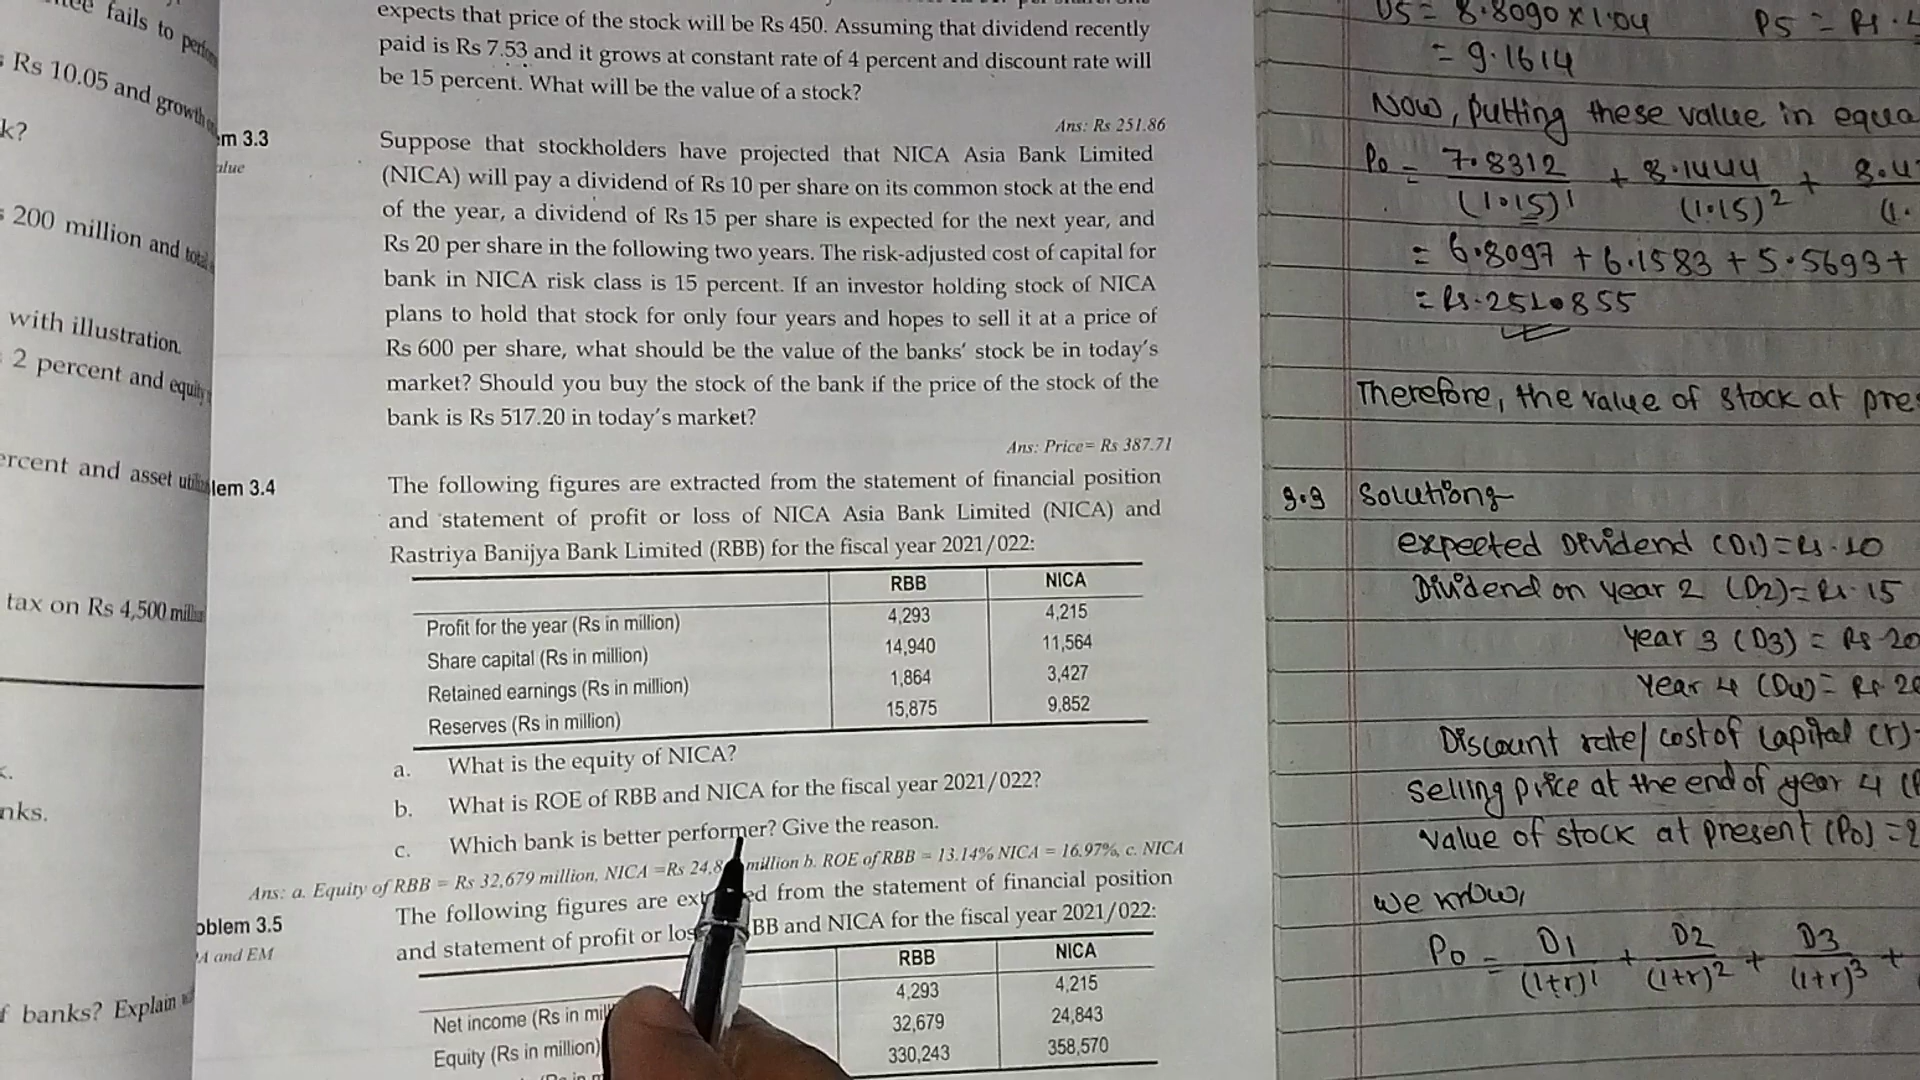 fails to
Rs 10.05 and growth
k?
200 million and total
with illustration.
2 percent and equity
ercent and asset
tax on Rs 4,500
nks.
f banks? Explain
expects that price of the stock will be Rs 450. Assuming that dividend recently
paid is Rs 7.53 and it grows at constant rate of 4 percent and discount rate will
be 15 percent. What will be the value of a stock?
Ans: Rs 251.86
em 3.3
alue
Suppose that stockholders have projected that NICA Asia Bank Limited
(NICA) will pay a dividend of Rs 10 per share on its common stock at the end
of the year, a dividend of Rs 15 per share is expected for the next year, and
Rs 20 per share in the following two years. The risk-adjusted cost of capital for
bank in NICA risk class is 15 percent. If an investor holding stock of NICA
plans to hold that stock for only four years and hopes to sell it at a price of
Rs 600 per share, what should be the value of the banks' stock be in today's
market? Should you buy the stock of the bank if the price of the stock of the
bank is Rs 517.20 in today's market?
Ans: Price= Rs 387.71
lem 3.4
The following figures are extracted from the statement of financial position
and statement of profit or loss of NICA Asia Bank Limited (NICA) and
Rastriya Banijya Bank Limited (RBB) for the fiscal year 2021/022:
RBB NICA
Profit for the year (Rs in million) 4,293 4,215
Share capital (Rs in million) 14,940 11,564
Retained earnings (Rs in million) 1,864 3,427
Reserves (Rs in million) 15,875 9,852
a. What is the equity of NICA?
b. What is ROE of RBB and NICA for the fiscal year 2021/022?
c. Which bank is better performer? Give the reason.
Ans: a. Equity of RBB = Rs 32,679 million, NICA =Rs 24,8 million b. ROE of RBB = 13.14% NICA = 16.97%, c. NICA
oblem 3.5
A and EM
The following figures are ext ed from the statement of financial position
and statement of profit or los BB and NICA for the fiscal year 2021/022:
RBB NICA
Net income (Rs in mil 4,293 4,215
Equity (Rs in million) 32,679 24,843
330,243 358,570
D5 = 8.8090 x 1.04 P5 = Rs.
= 9.1614
Now, putting these value in equa
Po = 7.8312/(1.15)1 + 8.1444/(1.15)2 + 8.4
= 6.8097 + 6.1583 + 5.5693 +
= Rs. 251.855
Therefore, the value of stock at pres
3.3 Solution,
expected Dividend (D1) = Rs. 10
Dividend on year 2 (D2) = Rs. 15
year 3 (D3) = Rs 20
year 4 (D4) = Rs 20
Discount rate/ cost of capital (r)
selling price at the end of year 4 (P
value of stock at present (Po) = ?
we know,
Po = D1/(1+r)1 + D2/(1+r)2 + D3/(1+r)3 +